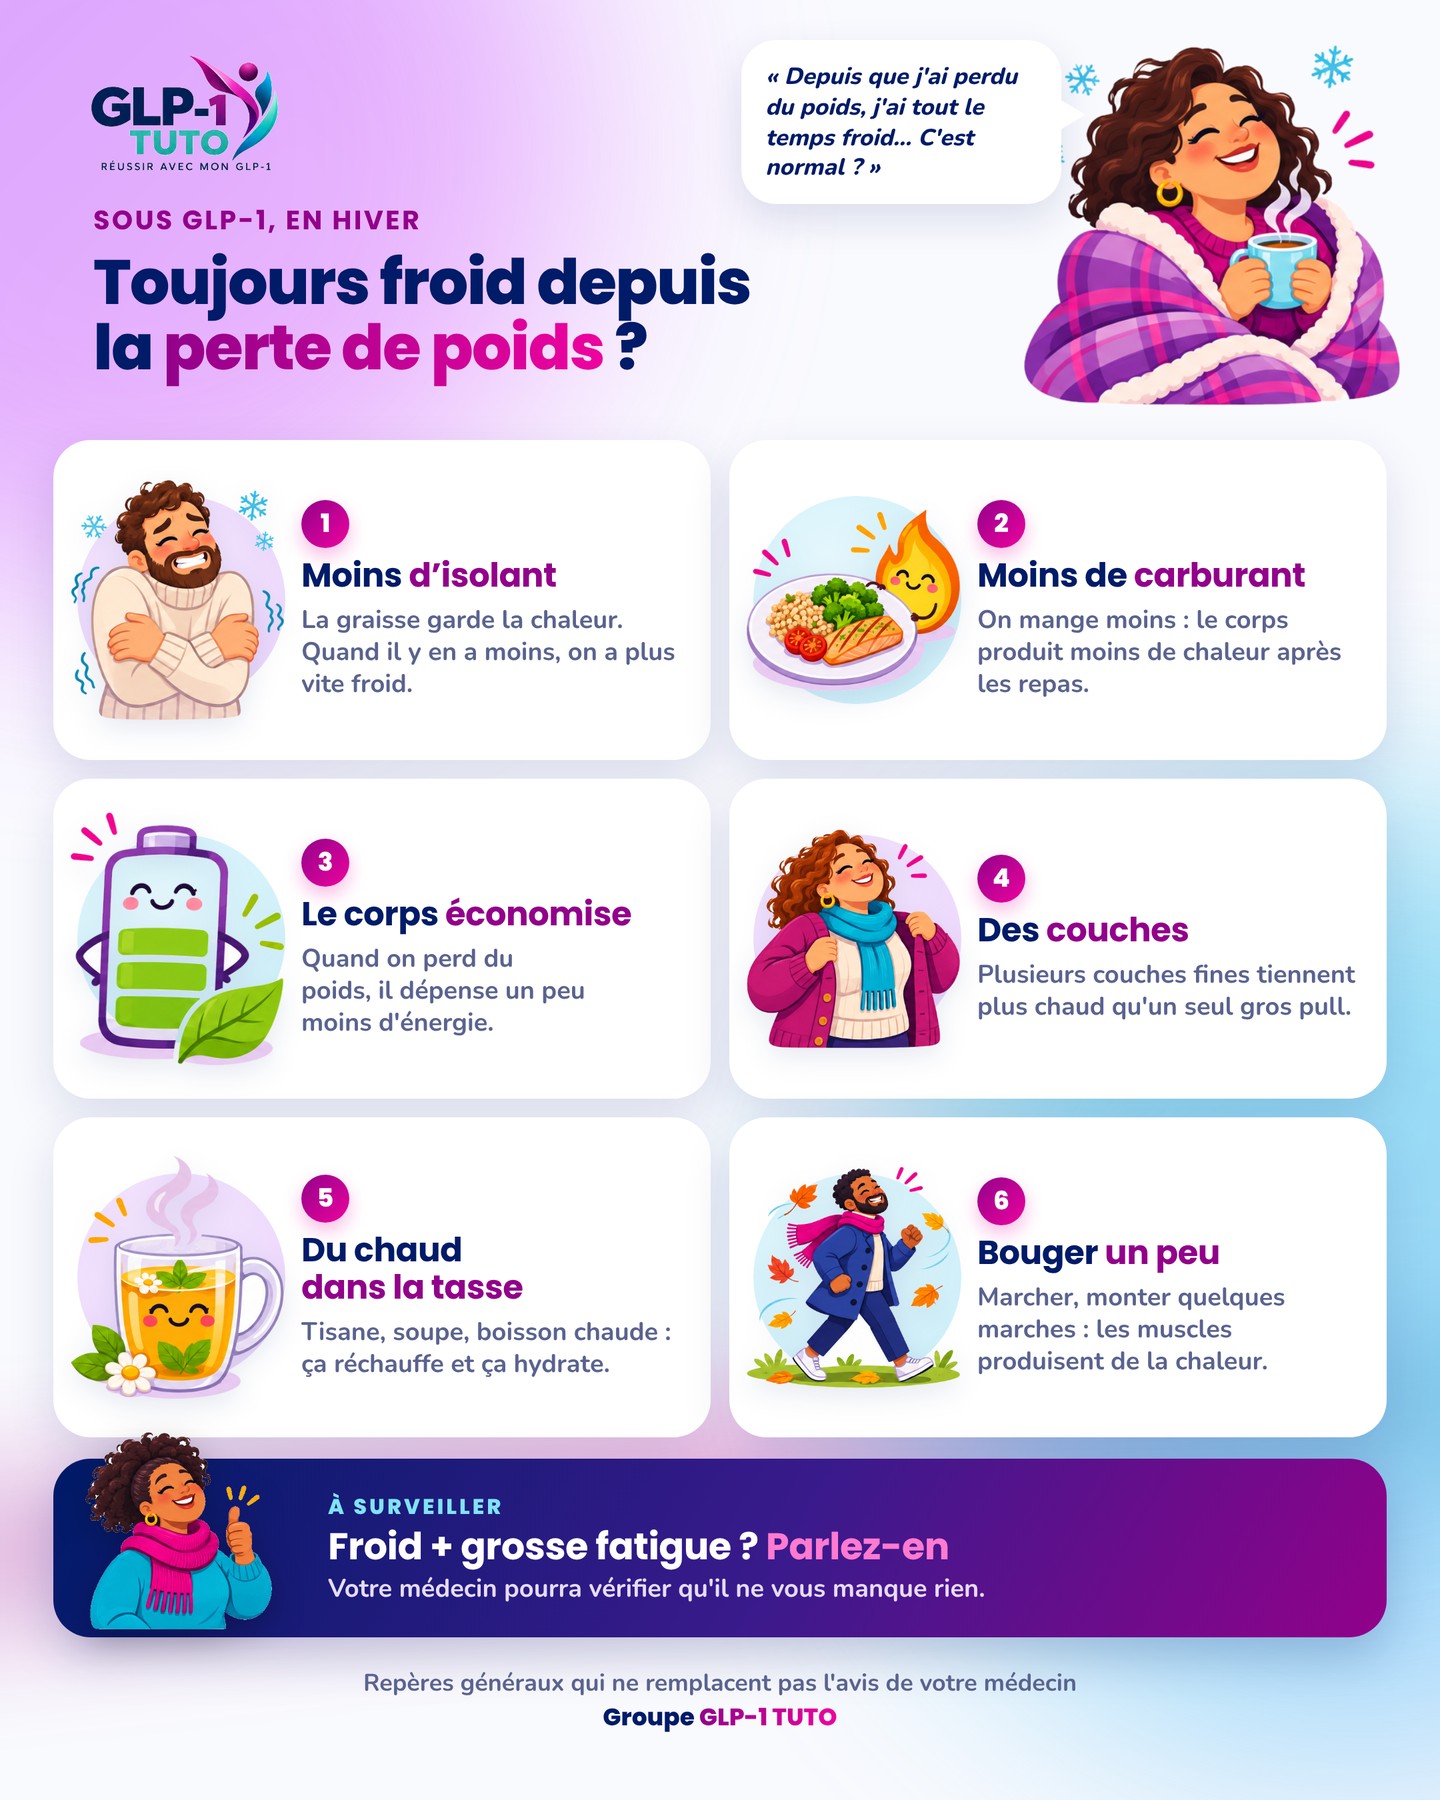 GLP-1
TUTO
RÉUSSIR AVEC MON GLP-1
« Depuis que j'ai perdu
du poids, j'ai tout le
temps froid... C'est
normal ? »
SOUS GLP-1, EN HIVER
Toujours froid depuis
la perte de poids ?
1
Moins d’isolant
La graisse garde la chaleur.
Quand il y en a moins, on a plus
vite froid.
2
Moins de carburant
On mange moins : le corps
produit moins de chaleur après
les repas.
3
Le corps économise
Quand on perd du
poids, il dépense un peu
moins d'énergie.
4
Des couches
Plusieurs couches fines tiennent
plus chaud qu'un seul gros pull.
5
Du chaud
dans la tasse
Tisane, soupe, boisson chaude :
ça réchauffe et ça hydrate.
6
Bouger un peu
Marcher, monter quelques
marches : les muscles
produisent de la chaleur.
À SURVEILLER
Froid + grosse fatigue ? Parlez-en
Votre médecin pourra vérifier qu'il ne vous manque rien.
Repères généraux qui ne remplacent pas l'avis de votre médecin
Groupe GLP-1 TUTO